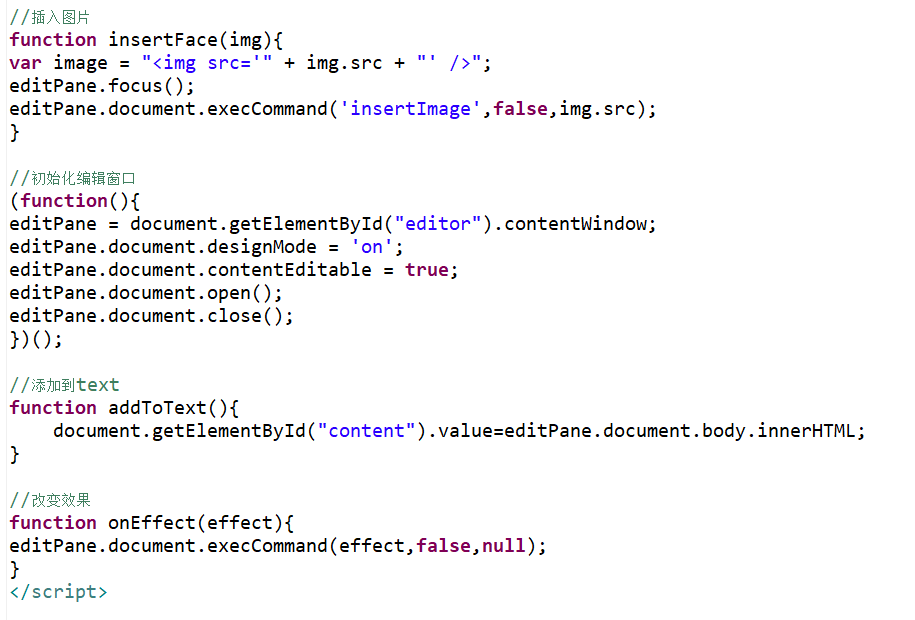 //插入图片
function insertFace(img){
var image = "<img src='" + img.src + "' />";
editPane.focus();
editPane.document.execCommand('insertImage',false,img.src);
}
//初始化编辑窗口
(function(){
editPane = document.getElementById("editor").contentWindow;
editPane.document.designMode = 'on';
editPane.document.contentEditable = true;
editPane.document.open();
editPane.document.close();
})();
//添加到text
function addToText(){
    document.getElementById("content").value=editPane.document.body.innerHTML;
}
//改变效果
function onEffect(effect){
editPane.document.execCommand(effect,false,null);
}
</script>